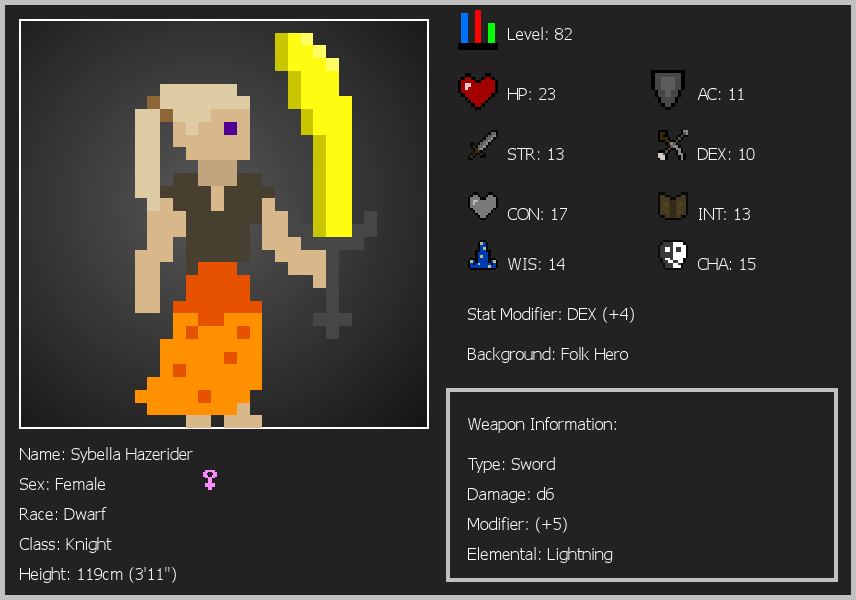 Level: 82
HP: 23
AC: 11
STR: 13
DEX: 10
CON: 17
INT: 13
WIS: 14
CHA: 15
Stat Modifier: DEX (+4)
Background: Folk Hero
Weapon Information:
Type: Sword
Damage: d6
Modifier: (+5)
Elemental: Lightning
Name: Sybella Hazerider
Sex: Female
Race: Dwarf
Class: Knight
Height: 119cm (3'11")